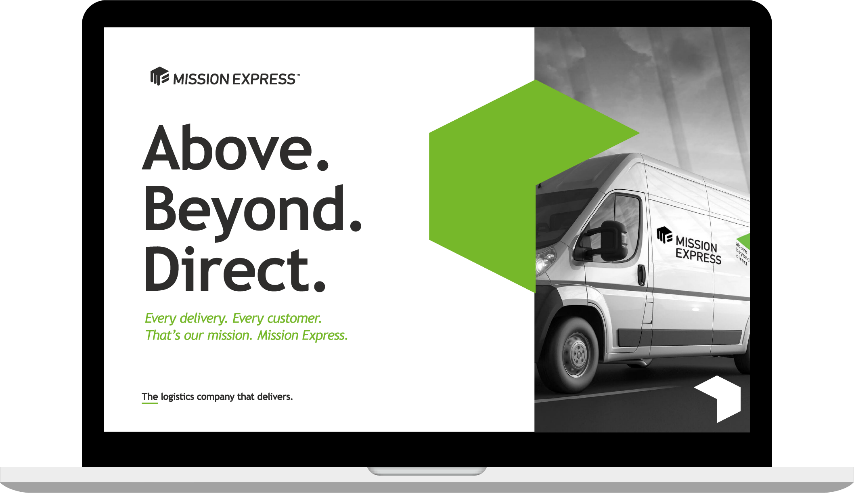 MISSION EXPRESS™
Above.
Beyond.
Direct.
Every delivery. Every customer.
That's our mission. Mission Express.
The logistics company that delivers.
MISSION
EXPRESS